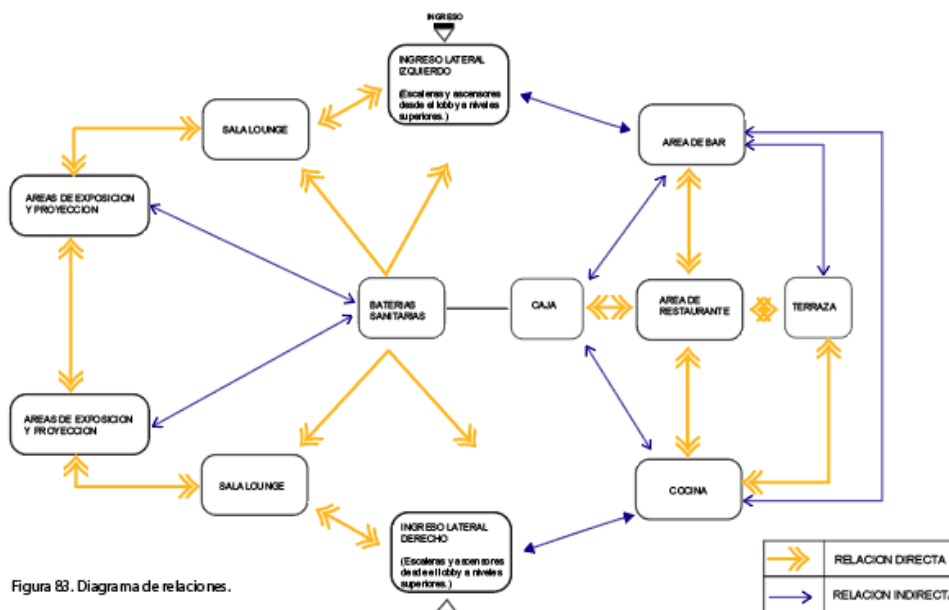 INGRESO
INGRESO LATERAL
IZQUIERDO
(Escaleras y ascensores
desde el lobby a niveles
superiores.)
SALA LOUNGE
AREA DE BAR
AREAS DE EXPOSICION
Y PROYECCION
BATERIAS
SANITARIAS
CAJA
AREA DE
RESTAURANTE
TERRAZA
AREAS DE EXPOSICION
Y PROYECCION
SALA LOUNGE
COCINA
INGRESO LATERAL
DERECHO
(Escaleras y ascensores
desde el lobby a niveles
superiores.)
Figura 83. Diagrama de relaciones.
RELACION DIRECTA
RELACION INDIRECTA